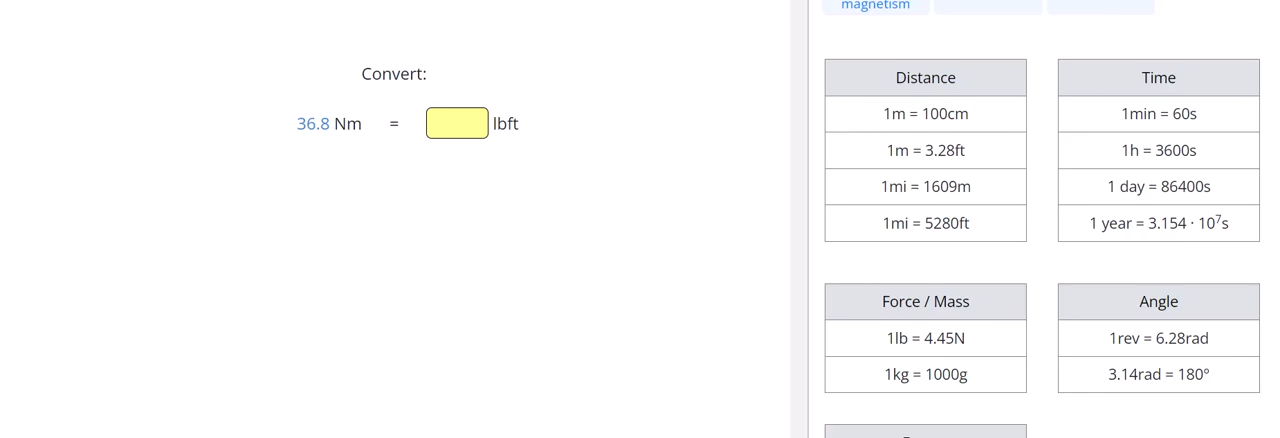 magnetism
Convert:
36.8 Nm = lbft
Distance
1m = 100cm
1m = 3.28ft
1mi = 1609m
1mi = 5280ft
Time
1min = 60s
1h = 3600s
1 day = 86400s
1 year = 3.154 · 10⁷s
Force / Mass
1lb = 4.45N
1kg = 1000g
Angle
1rev = 6.28rad
3.14rad = 180°